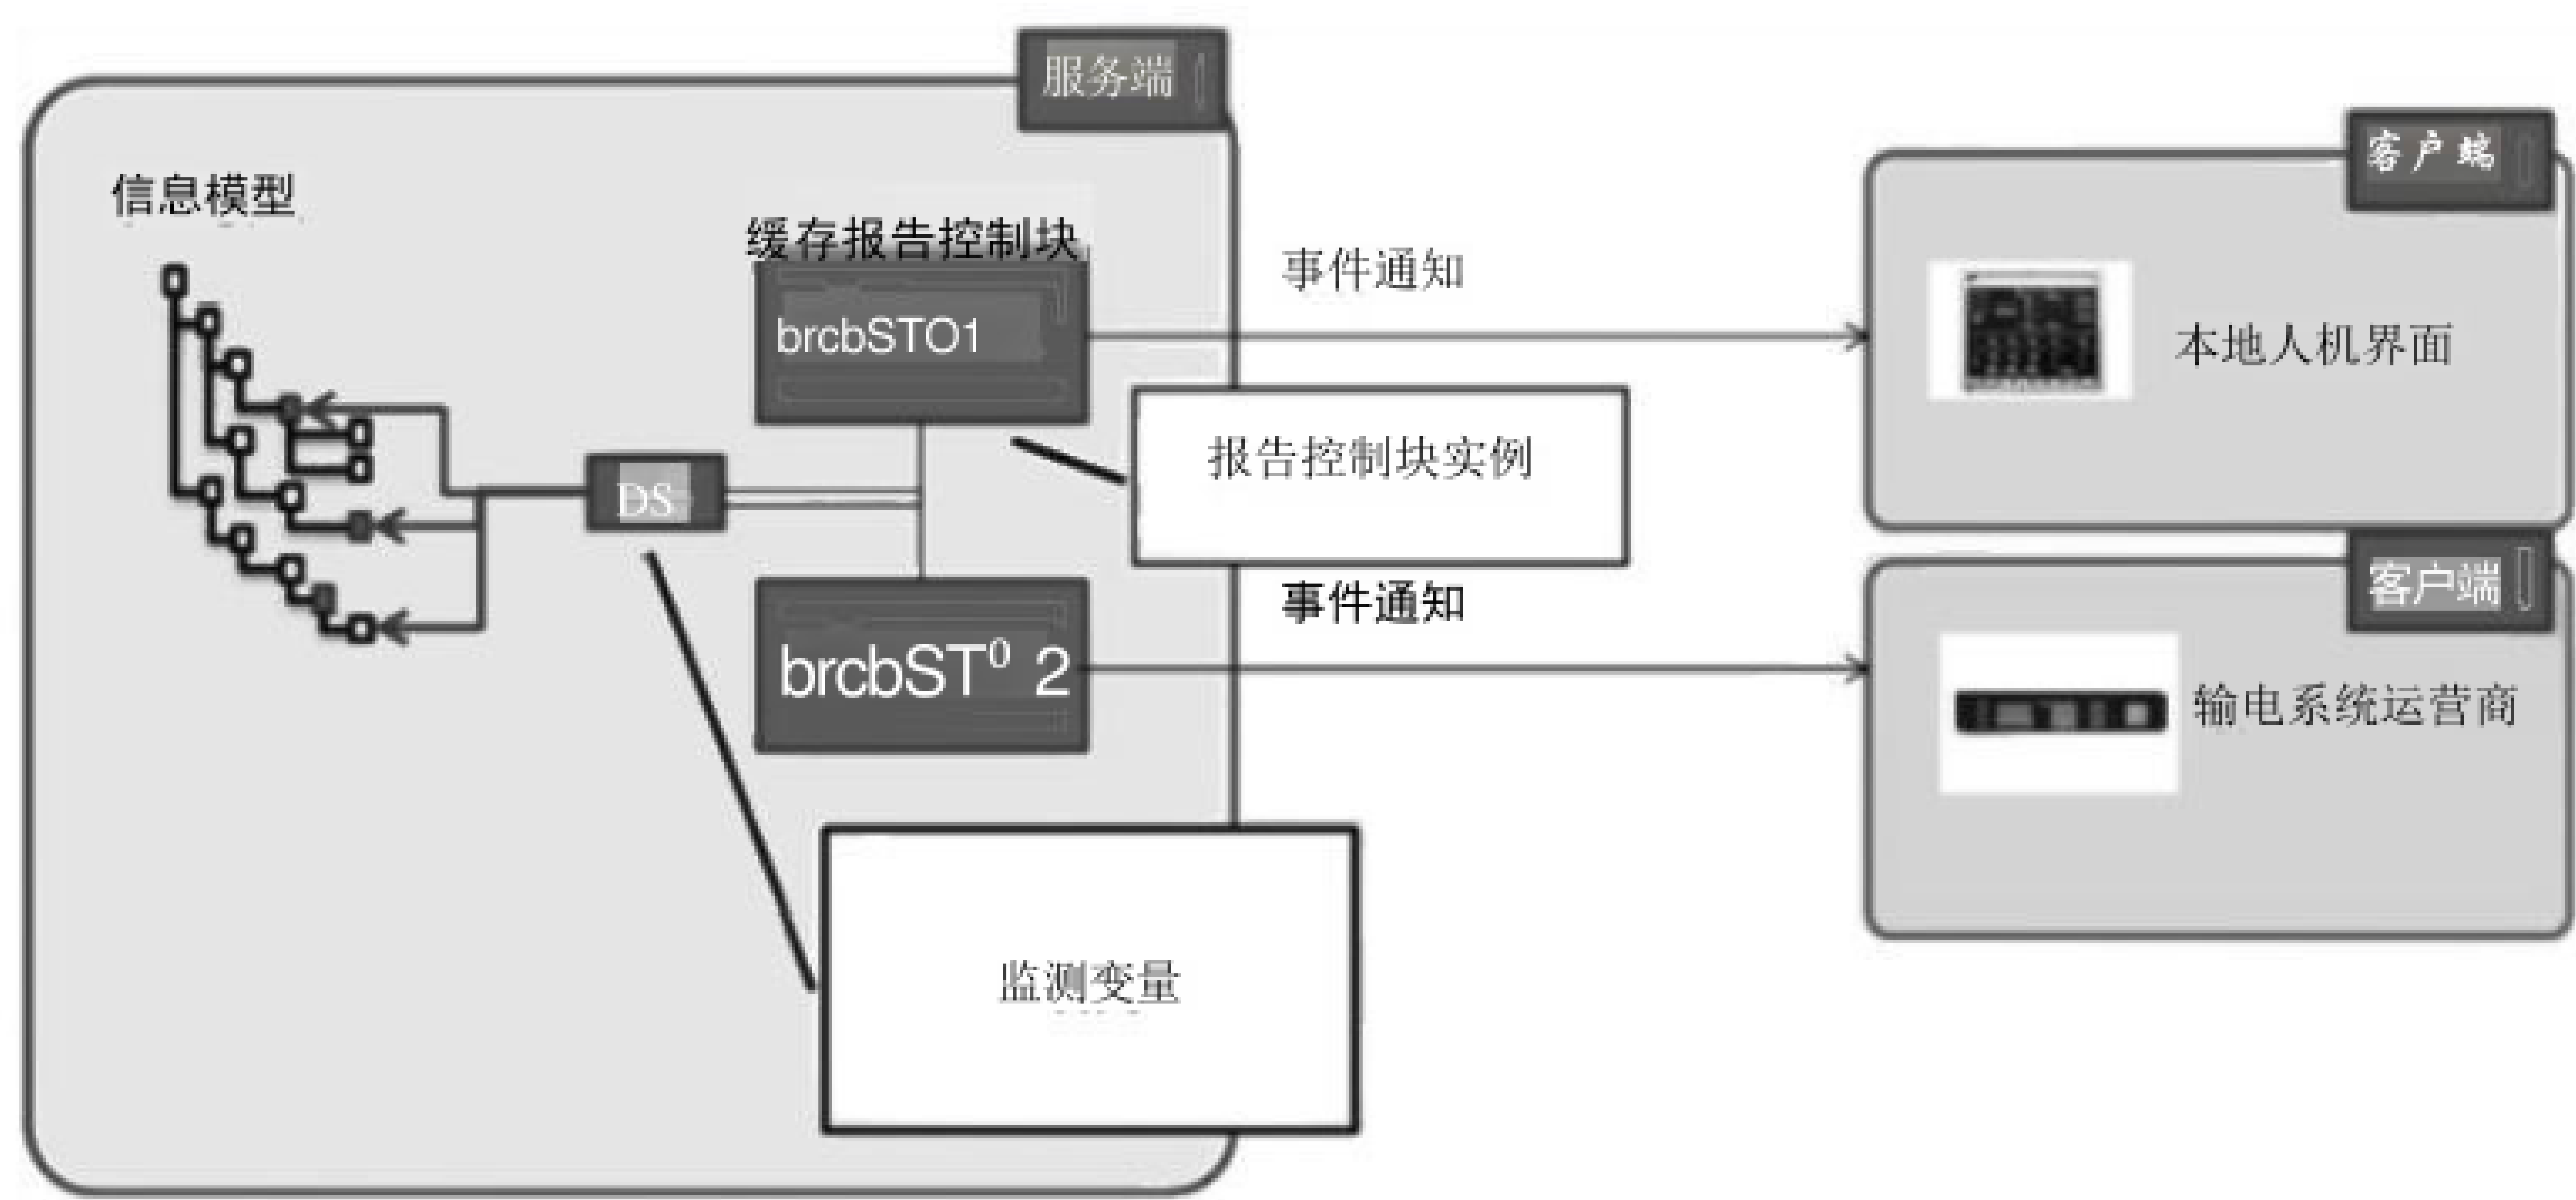 服务端
客户端
信息模型
缓存报告控制块
事件通知
brcbSTO1
本地人机界面
报告控制块实例
DS
事件通知
客户端
brcbST⁰ 2
输电系统运营商
监测变量